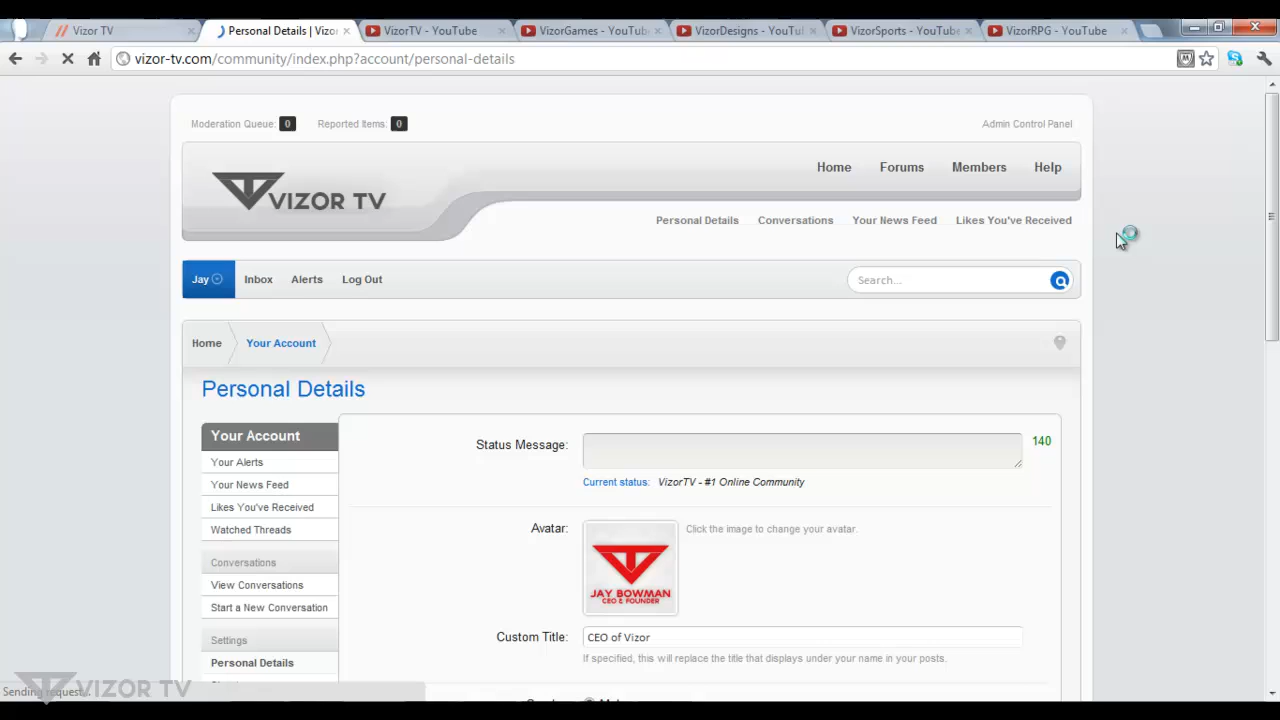 Vizor TV
Personal Details | Vizor
VizorTV - YouTube
VizorGames - YouTube
VizorDesigns - YouTu
VizorSports - YouTube
VizorRPG - YouTube
vizor-tv.com/community/index.php?account/personal-details
Moderation Queue: 0 Reported Items: 0 Admin Control Panel
VIZOR TV
Home Forums Members Help
Personal Details Conversations Your News Feed Likes You've Received
Jay Inbox Alerts Log Out Search...
Home Your Account
Personal Details
Your Account
Your Alerts
Your News Feed
Likes You've Received
Watched Threads
Conversations
View Conversations
Start a New Conversation
Settings
Personal Details
Status Message: 140
Current status: VizorTV - #1 Online Community
Avatar: Click the image to change your avatar.
JAY BOWMAN
CEO & FOUNDER
Custom Title: CEO of Vizor
If specified, this will replace the title that displays under your name in your posts.
Sending request...
VIZOR TV